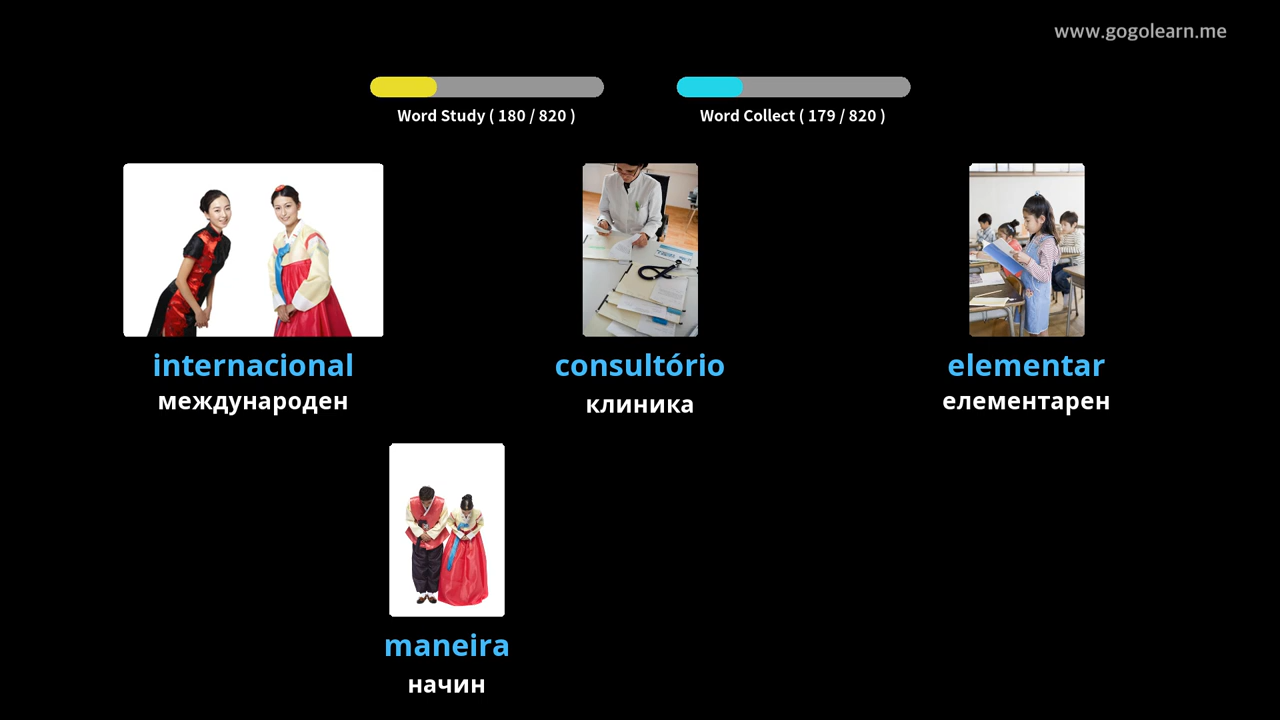 www.gogolearn.me
Word Study ( 180 / 820 )
Word Collect ( 179 / 820 )
internacional
международен
consultório
клиника
elementar
елементарен
maneira
начин